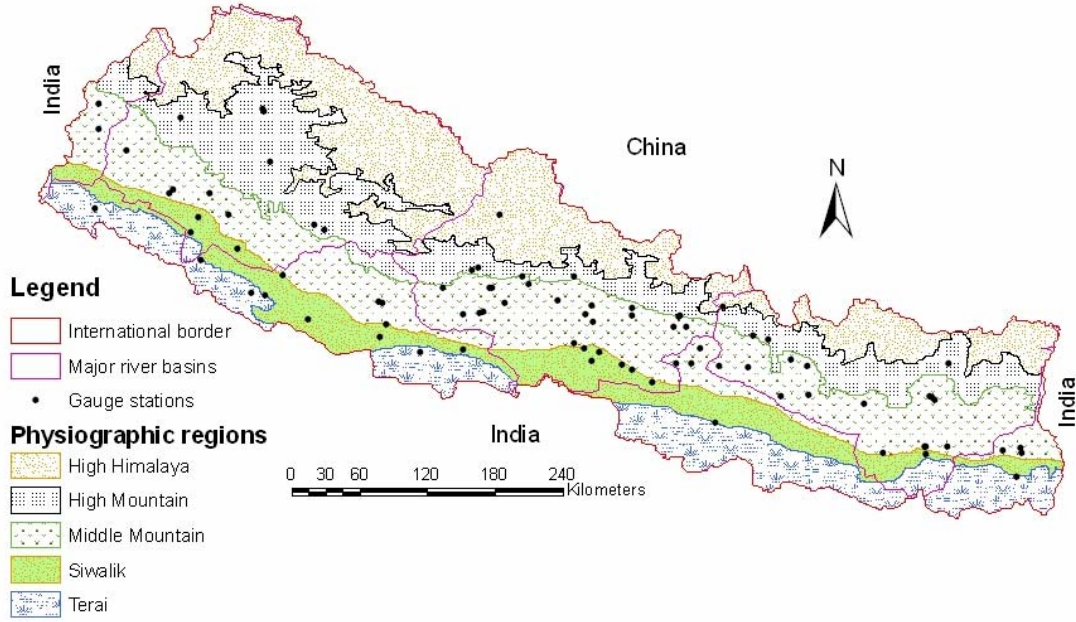 India
China
N
Legend
International border
Major river basins
Gauge stations
Physiographic regions
High Himalaya
High Mountain
Middle Mountain
Siwalik
Terai
India
0 30 60 120 180 240
Kilometers
India